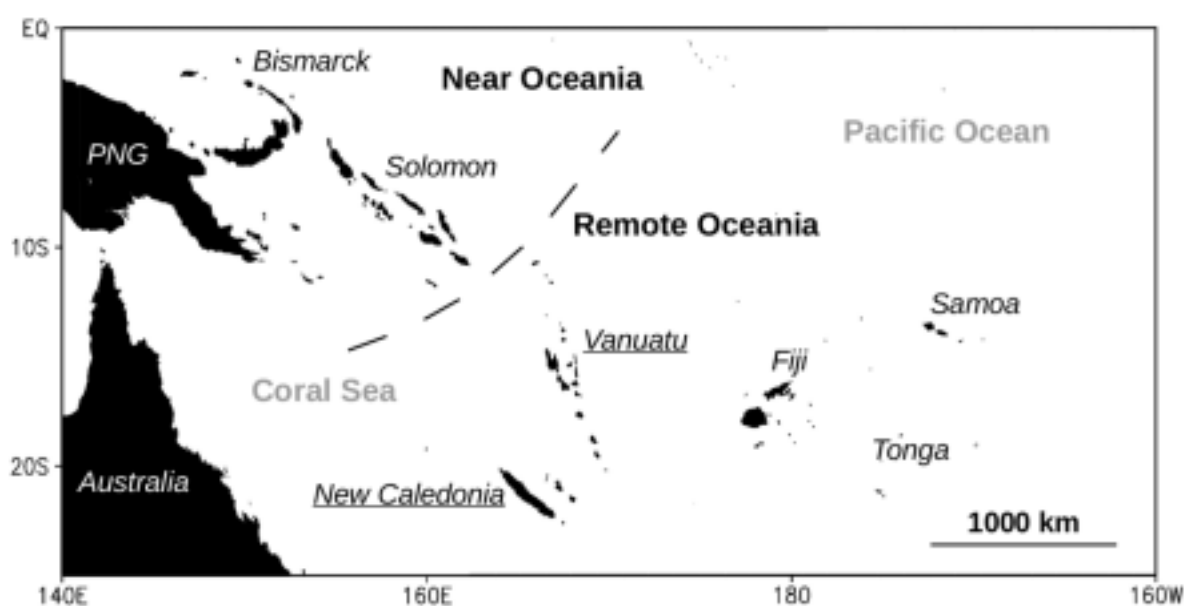 EQ
Bismarck
Near Oceania
Pacific Ocean
PNG
Solomon
Remote Oceania
10S
Samoa
Vanuatu
Fiji
Coral Sea
Tonga
20S
Australia
New Caledonia
1000 km
140E
160E
180
160W